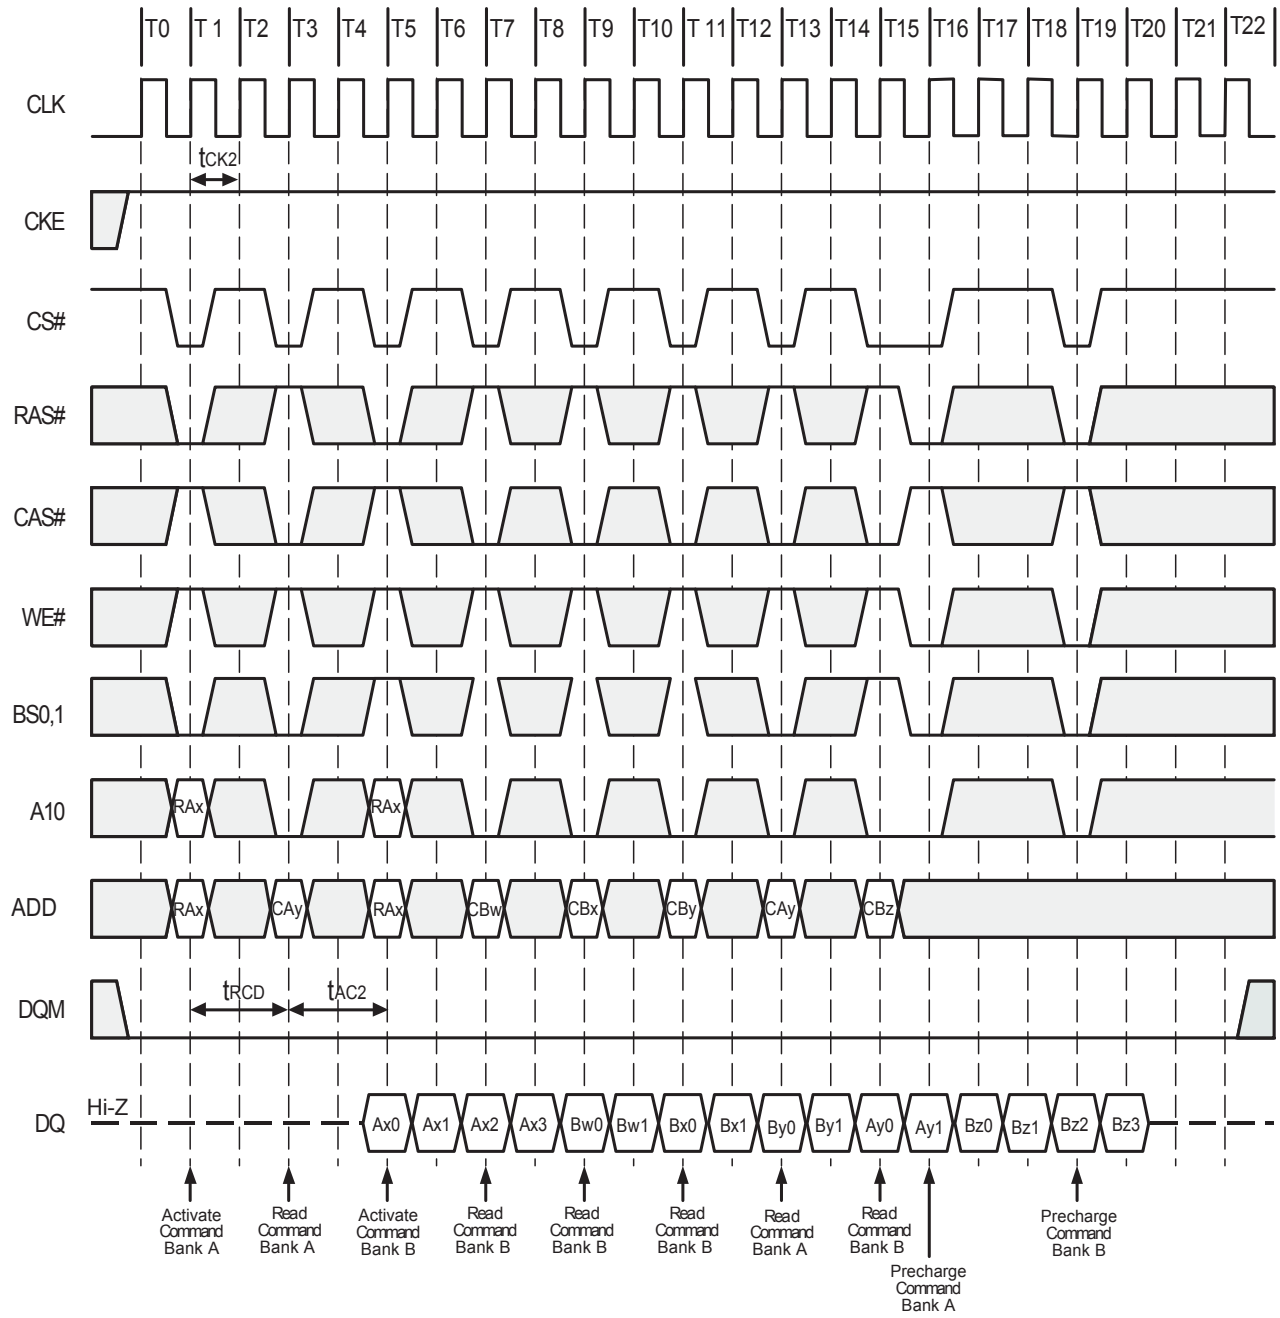 T0 T 1 T2 T3 T4 T5 T6 T7 T8 T9 T10 T 11 T12 T13 T14 T15 T16 T17 T18 T19 T20 T21 T22
CLK
tCK2
CKE
CS#
RAS#
CAS#
WE#
BS0,1
A10 RAx RAx
ADD RAx CAy RAx CBw CBx CBy CAy CBz
DQM tRCD tAC2
Hi-Z
DQ Ax0 Ax1 Ax2 Ax3 Bw0 Bw1 Bx0 Bx1 By0 By1 Ay0 Ay1 Bz0 Bz1 Bz2 Bz3
Activate
Command
Bank A
Read
Command
Bank A
Activate
Command
Bank B
Read
Command
Bank B
Read
Command
Bank B
Read
Command
Bank B
Read
Command
Bank A
Read
Command
Bank B
Precharge
Command
Bank A
Precharge
Command
Bank B